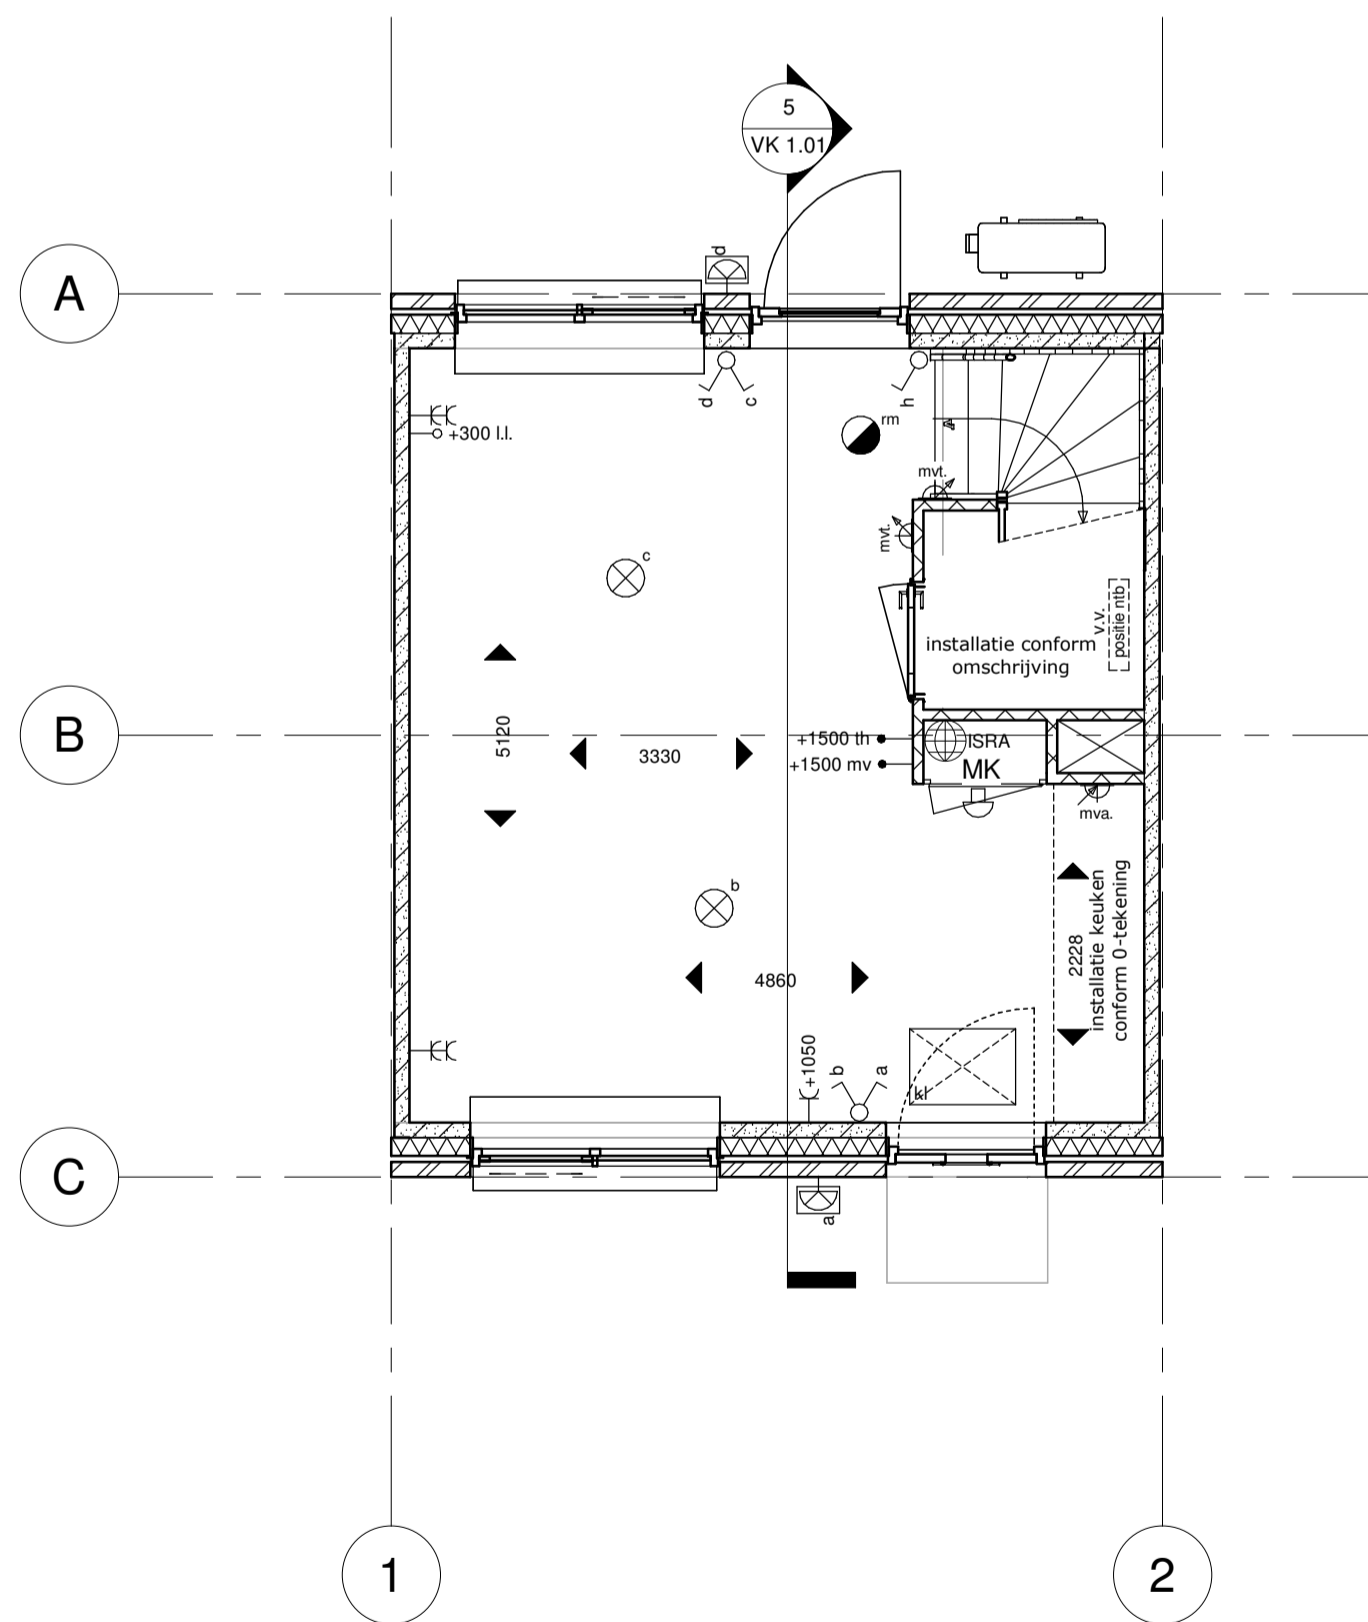 5
VK 1.01
A
d
d
c
h
rm
+300 l.l.
mvt.
mvt.
c
v.v.
positie ntb
installatie conform
omschrijving
B
5120
3330
+1500 th
+1500 mv
ISRA
MK
mva.
b
4860
2228
installatie keuken
conform 0-tekening
+1050
b
a
kl
C
a
1
2